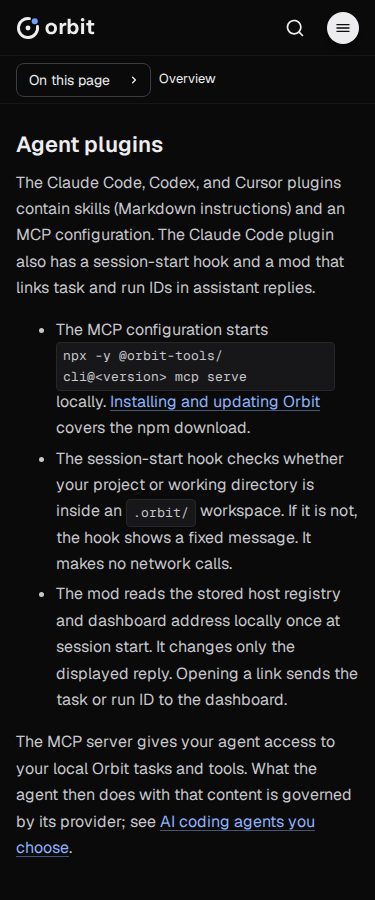 orbit
On this page
Overview
Agent plugins
The Claude Code, Codex, and Cursor plugins
contain skills (Markdown instructions) and an
MCP configuration. The Claude Code plugin
also has a session-start hook and a mod that
links task and run IDs in assistant replies.
The MCP configuration starts
npx -y @orbit-tools/
cli@<version> mcp serve
locally. Installing and updating Orbit
covers the npm download.
The session-start hook checks whether
your project or working directory is
inside an .orbit/ workspace. If it is not,
the hook shows a fixed message. It
makes no network calls.
The mod reads the stored host registry
and dashboard address locally once at
session start. It changes only the
displayed reply. Opening a link sends the
task or run ID to the dashboard.
The MCP server gives your agent access to
your local Orbit tasks and tools. What the
agent then does with that content is governed
by its provider; see AI coding agents you
choose.